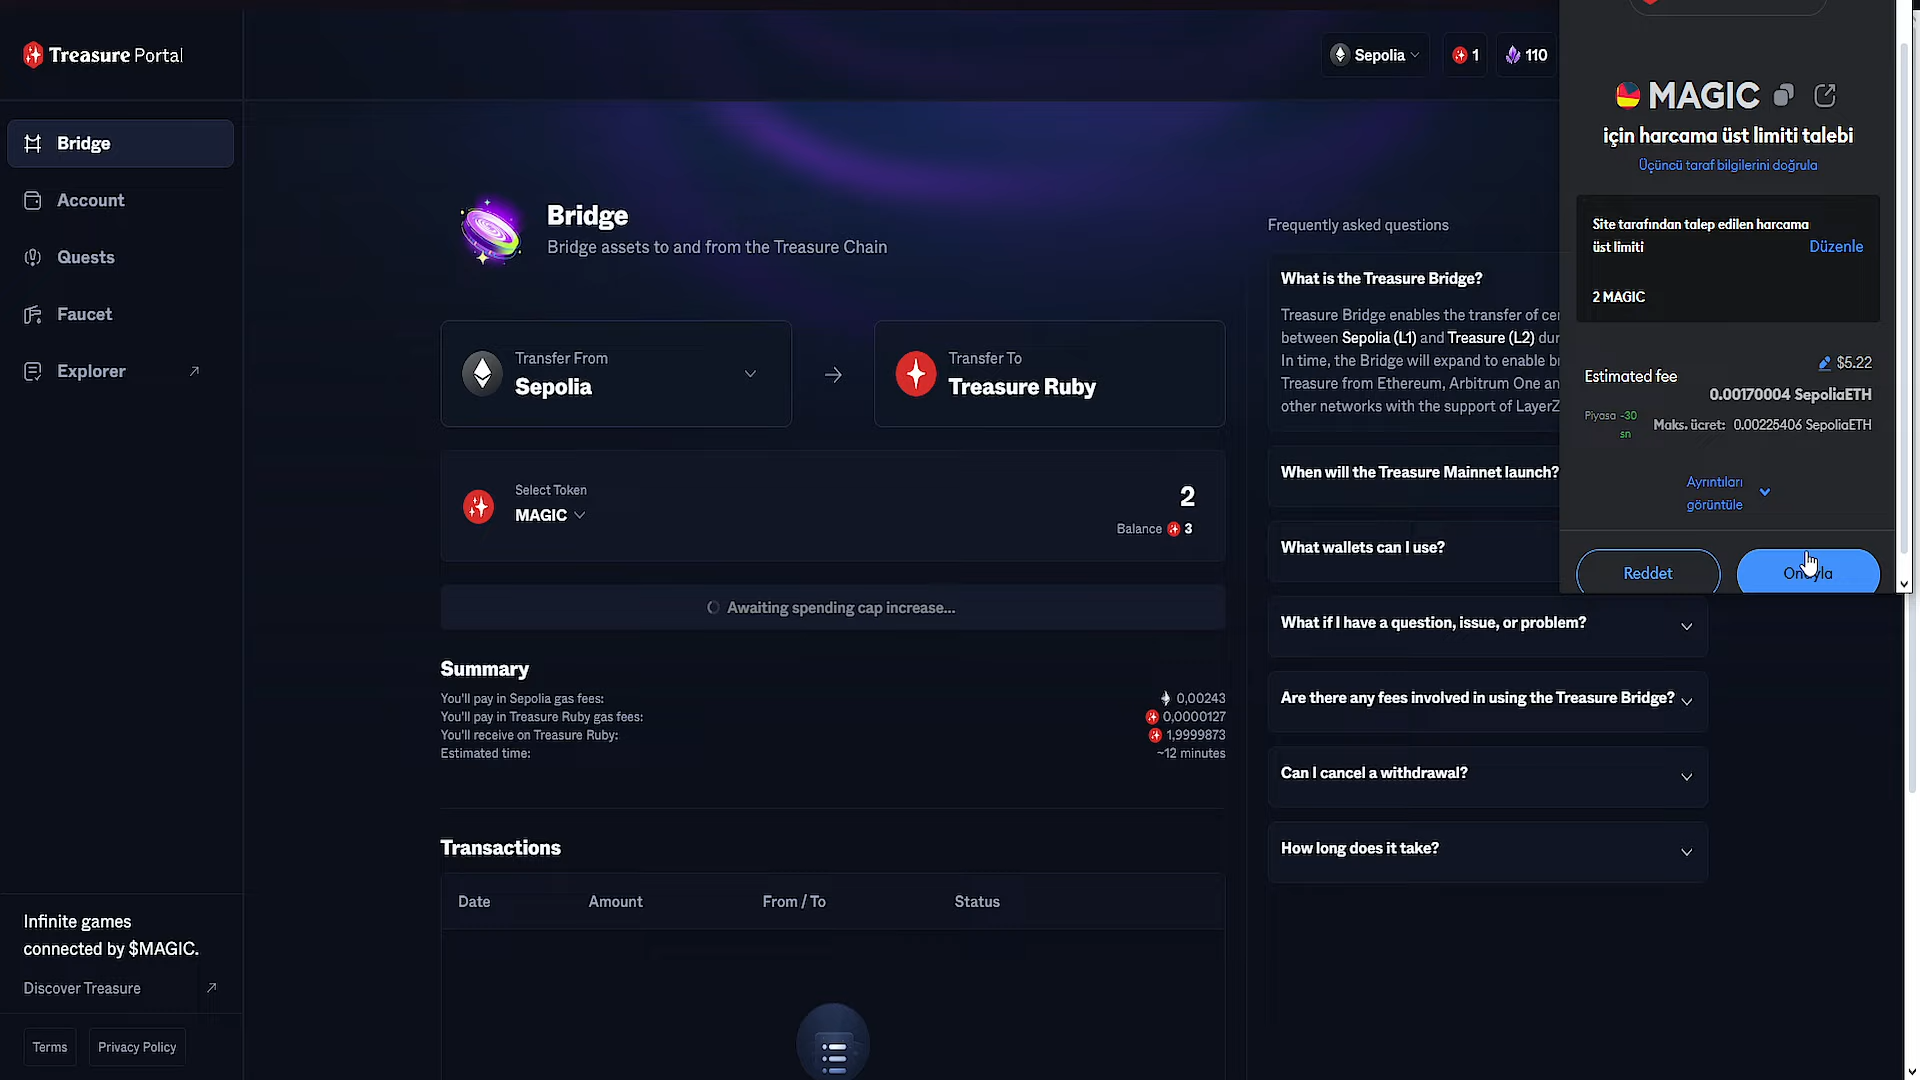 Treasure Portal
Bridge
Account
Quests
Faucet
Explorer
Infinite games
connected by $MAGIC.
Discover Treasure
Terms
Privacy Policy
Sepolia
1
110
Bridge
Bridge assets to and from the Treasure Chain
Transfer From
Sepolia
Transfer To
Treasure Ruby
Select Token
MAGIC
2
Balance 3
Awaiting spending cap increase...
Summary
You'll pay in Sepolia gas fees: 0,00243
You'll pay in Treasure Ruby gas fees: 0,0000127
You'll receive on Treasure Ruby: 1,9999873
Estimated time: ~12 minutes
Transactions
Date Amount From / To Status
Frequently asked questions
What is the Treasure Bridge?
Treasure Bridge enables the transfer of
between Sepolia (L1) and Treasure (L2)
In time, the Bridge will expand to enable
Treasure from Ethereum, Arbitrum One
other networks with the support of
When will the Treasure Mainnet launch?
What wallets can I use?
What if I have a question, issue, or problem?
Are there any fees involved in using the Treasure Bridge?
Can I cancel a withdrawal?
How long does it take?
MAGIC
için harcama üst limiti talebi
Üçüncü taraf bilgilerini doğrula
Site tarafından talep edilen harcama
üst limiti Düzenle
2 MAGIC
$5.22
Estimated fee
0.00170004 SepoliaETH
Piyasa ~30
sn
Maks. ücret: 0.00225406 SepoliaETH
Ayrıntıları
görüntüle
Reddet